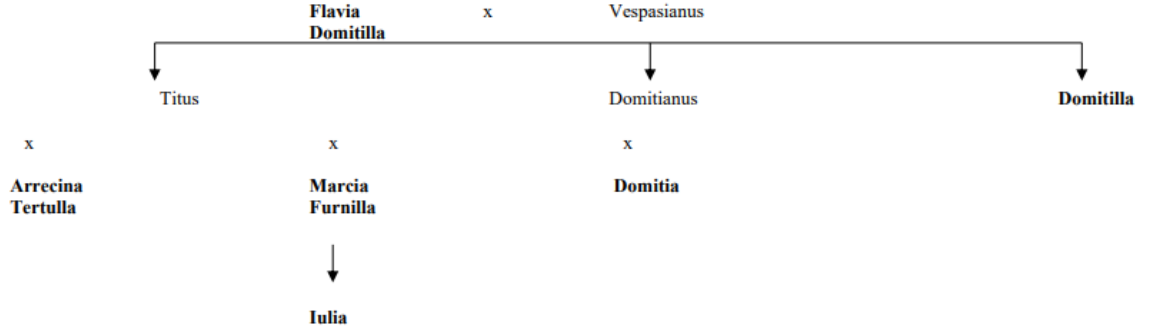 Flavia Domitilla x Vespasianus
Titus Domitianus Domitilla
x x x
Arrecina Tertulla Marcia Furnilla Domitia
Iulia